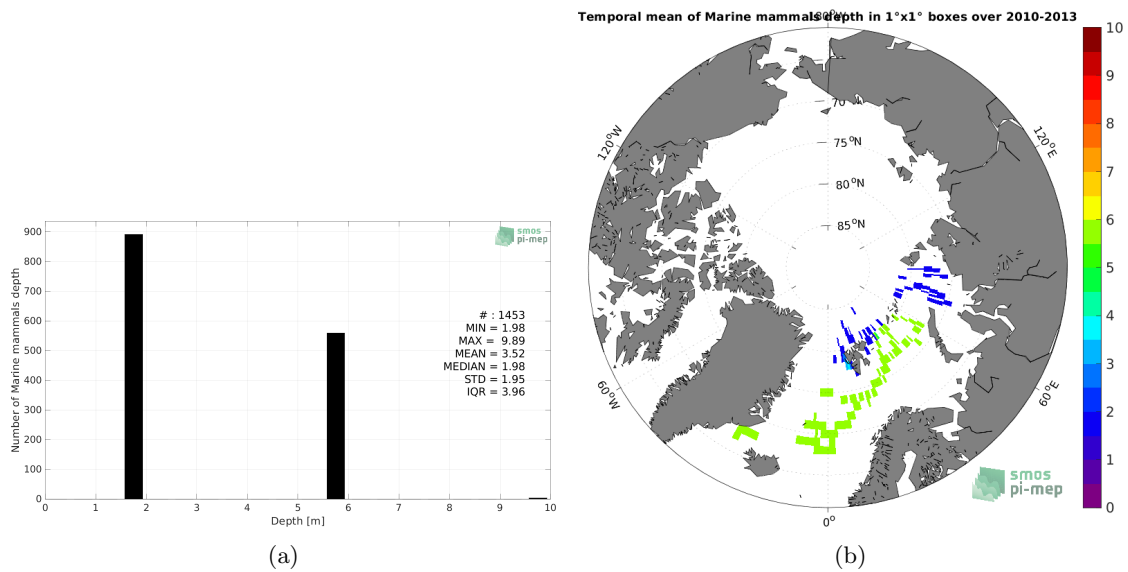 Number of Marine mammals depth
900
800
700
600
500
400
300
200
100
0
0 1 2 3 4 5 6 7 8 9 10
Depth [m]
smos
pi-mep
# : 1453
MIN = 1.98
MAX = 9.89
MEAN = 3.52
MEDIAN = 1.98
STD = 1.95
IQR = 3.96
(a)
Temporal mean of Marine mammals depth in 1°x1° boxes over 2010-2013
180°W
120°W
120°E
60°W
60°E
0°
70°N
75°N
80°N
85°N
10
9
8
7
6
5
4
3
2
1
0
smos
pi-mep
(b)